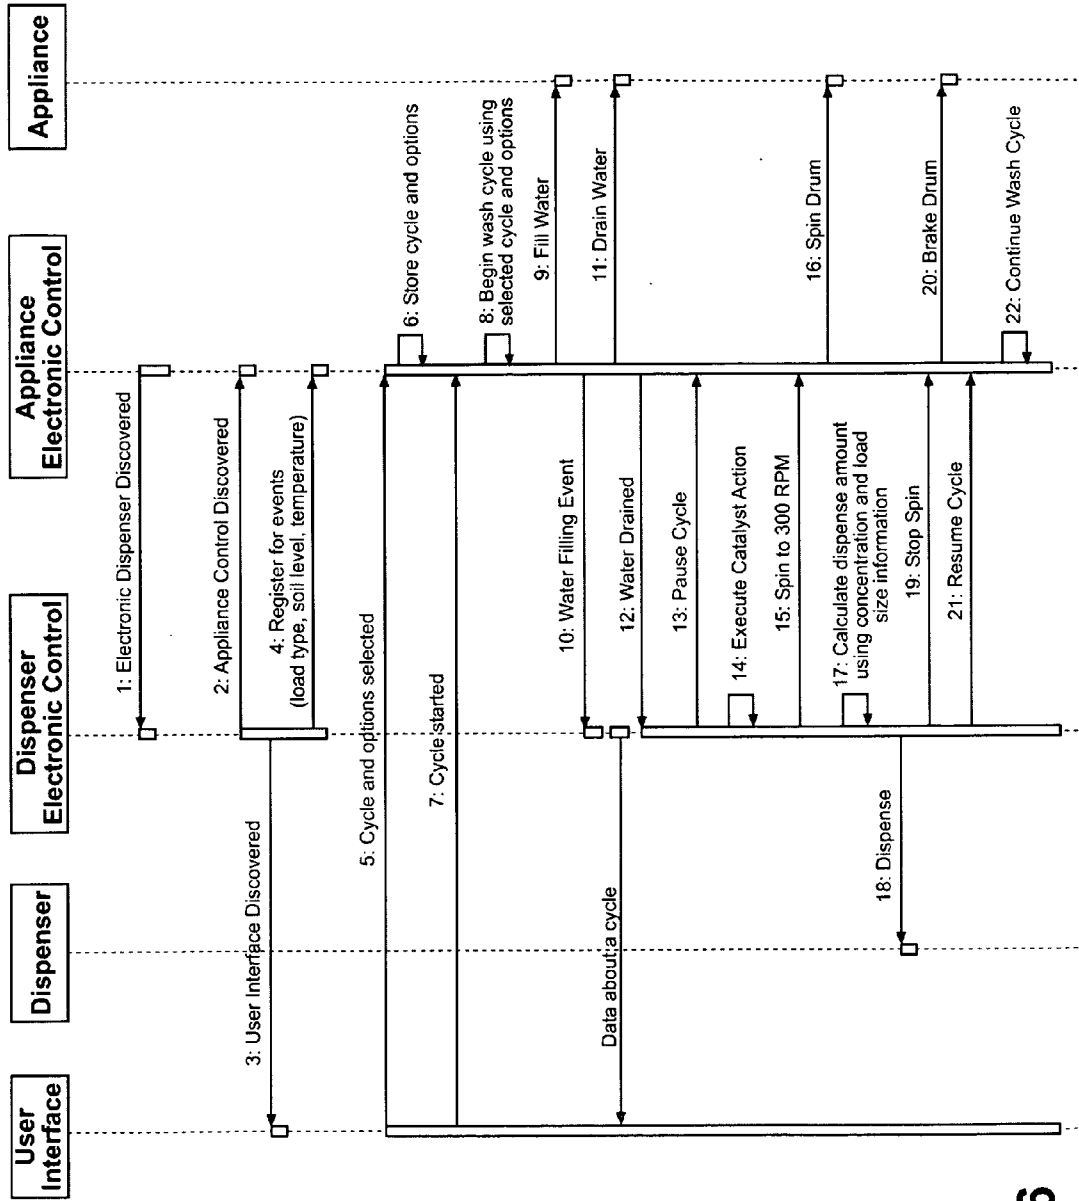 User
Interface
Dispenser
Dispenser
Electronic Control
Appliance
Electronic Control
Appliance
1: Electronic Dispenser Discovered
2: Appliance Control Discovered
3: User Interface Discovered
4: Register for events
(load type, soil level, temperature)
5: Cycle and options selected
6: Store cycle and options
7: Cycle started
8: Begin wash cycle using
selected cycle and options
9: Fill Water
10: Water Filling Event
11: Drain Water
Data about a cycle
12: Water Drained
13: Pause Cycle
14: Execute Catalyst Action
15: Spin to 300 RPM
16: Spin Drum
17: Calculate dispense amount
using concentration and load
size information
18: Dispense
19: Stop Spin
20: Brake Drum
21: Resume Cycle
22: Continue Wash Cycle